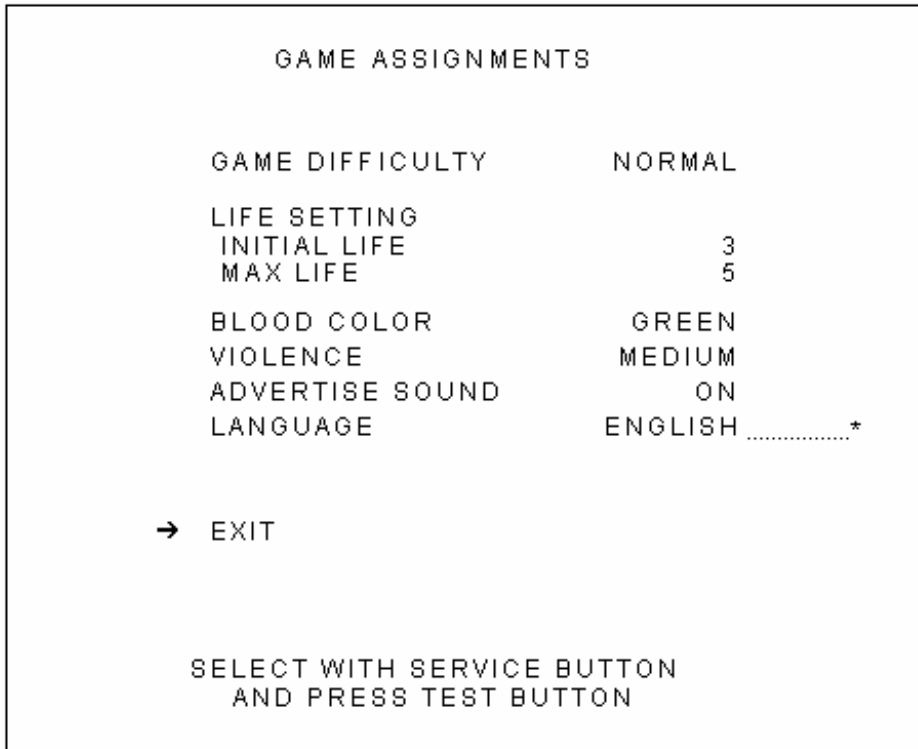 GAME ASSIGNMENTS
GAME DIFFICULTY NORMAL
LIFE SETTING
INITIAL LIFE 3
MAX LIFE 5
BLOOD COLOR GREEN
VIOLENCE MEDIUM
ADVERTISE SOUND ON
LANGUAGE ENGLISH ..................*
→ EXIT
SELECT WITH SERVICE BUTTON
AND PRESS TEST BUTTON